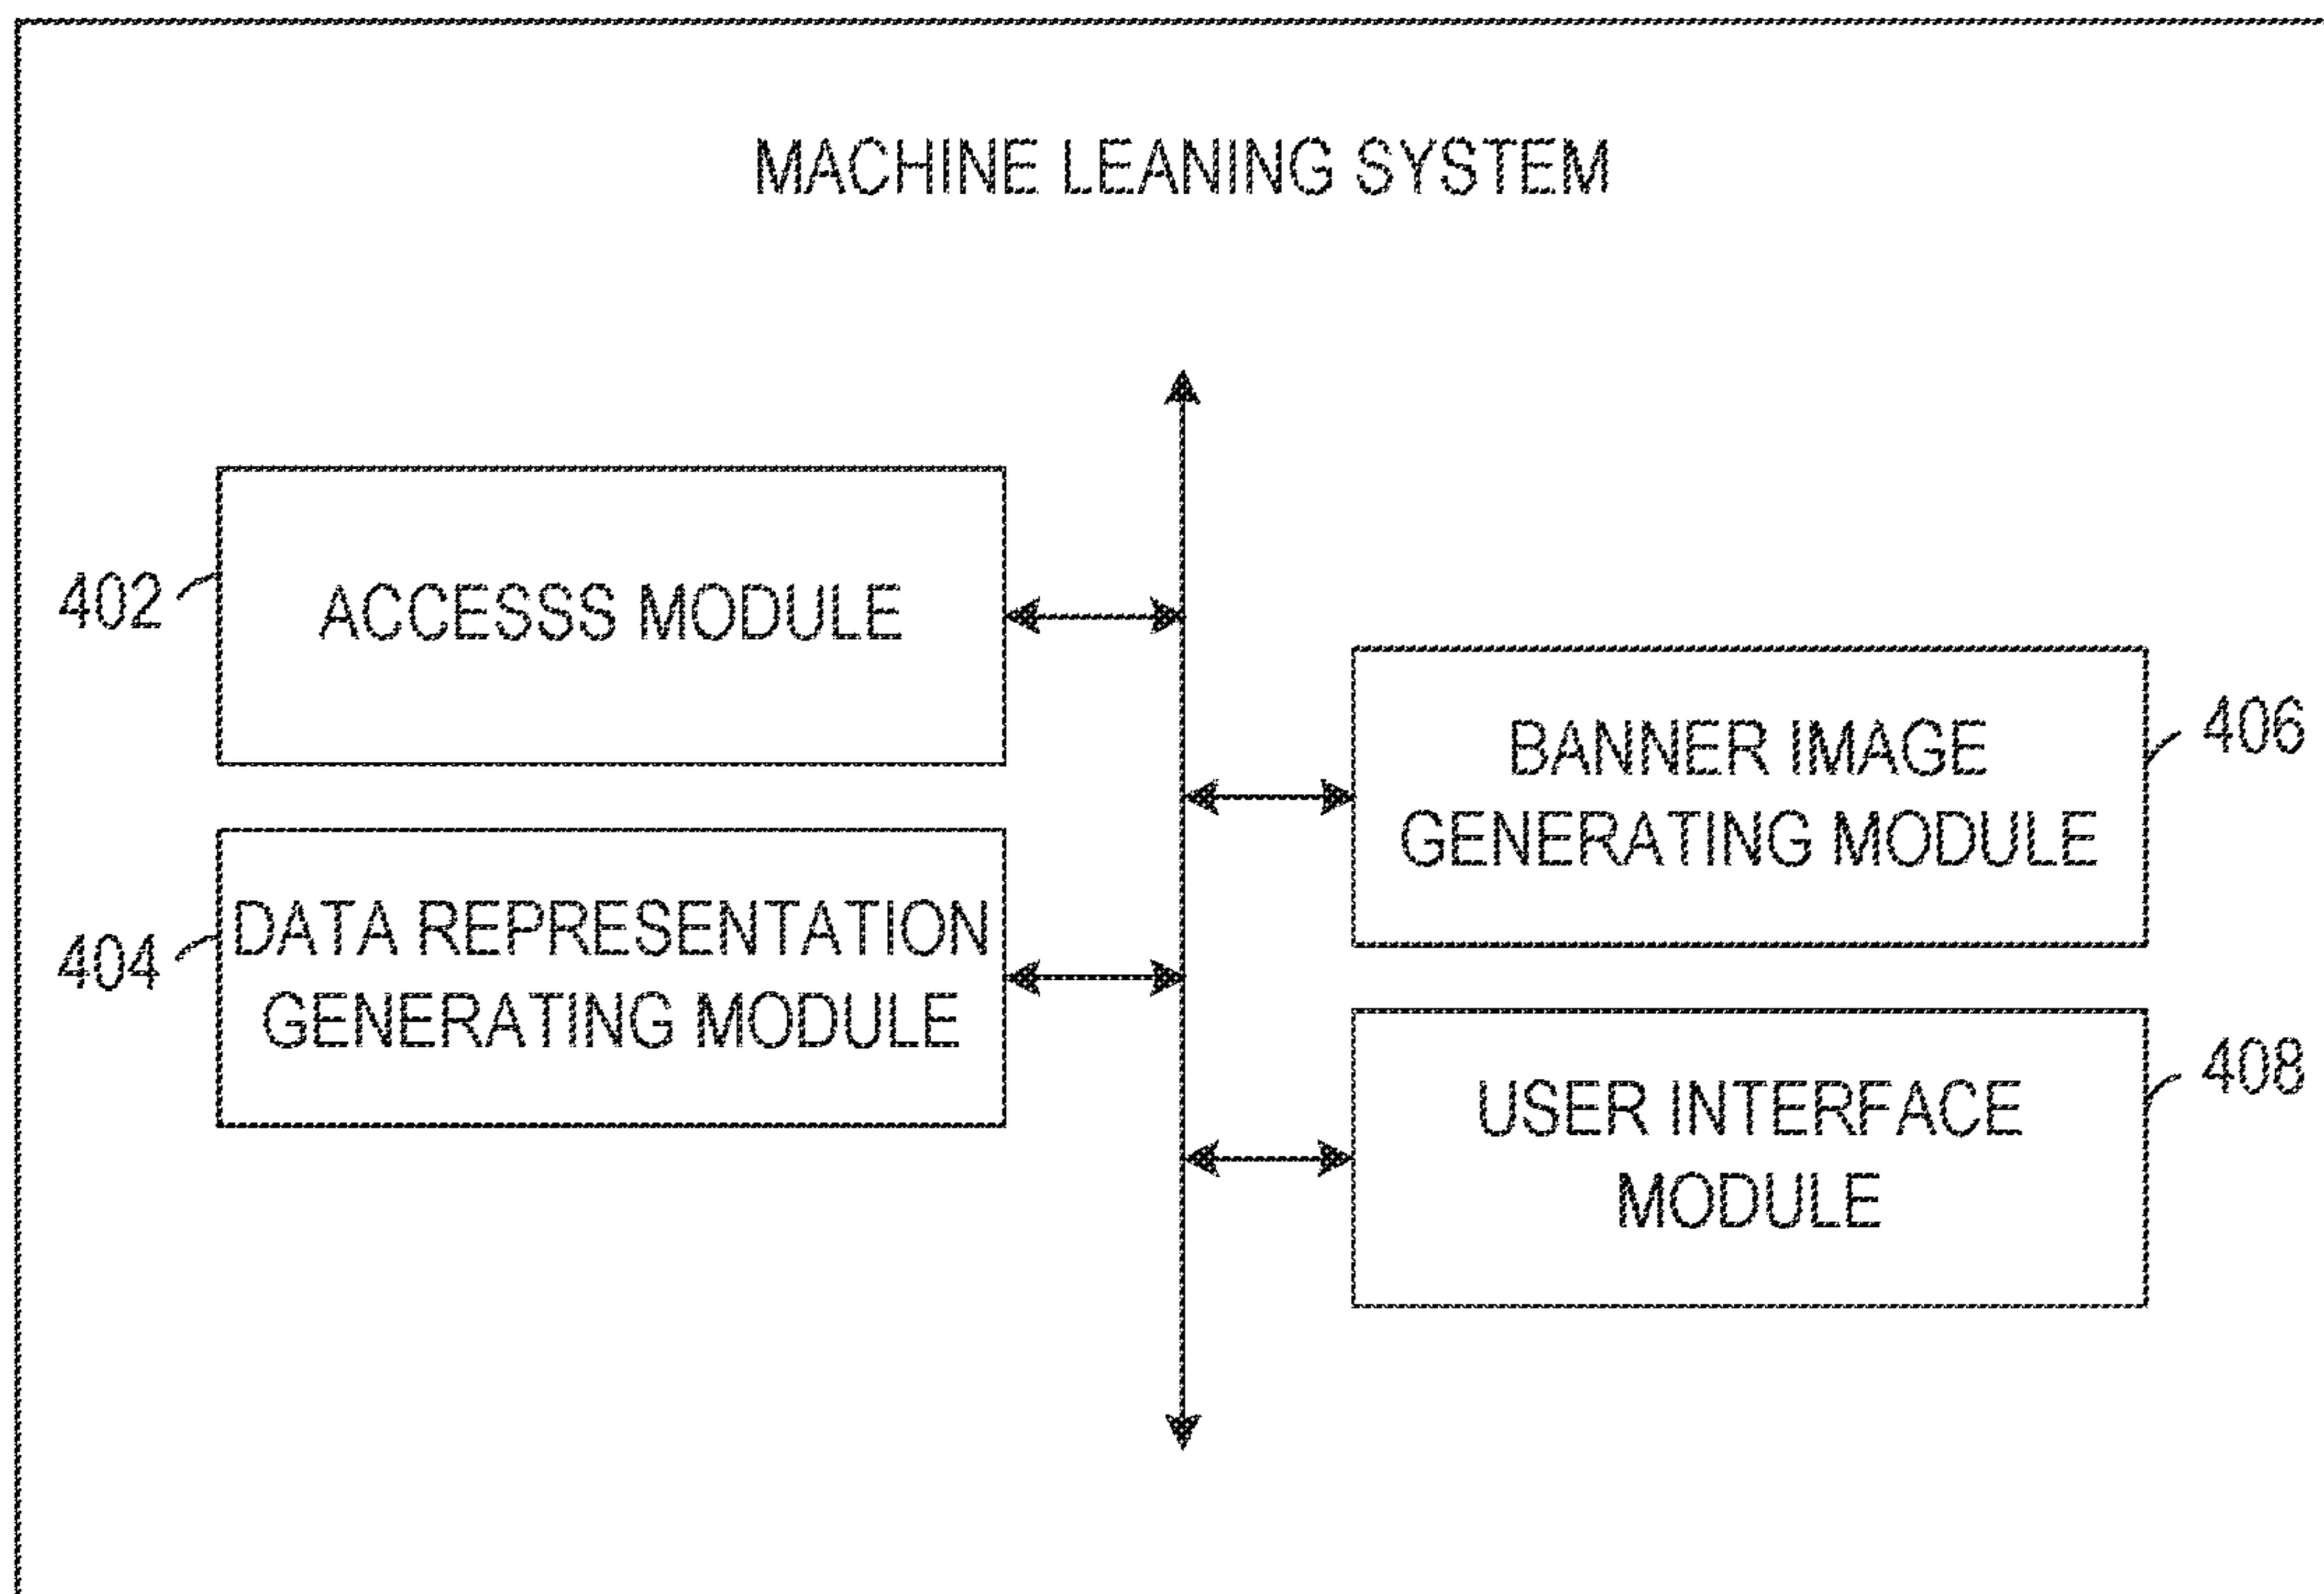 MACHINE LEANING SYSTEM
402
ACCESSS MODULE
404
DATA REPRESENTATION
GENERATING MODULE
406
BANNER IMAGE
GENERATING MODULE
408
USER INTERFACE
MODULE